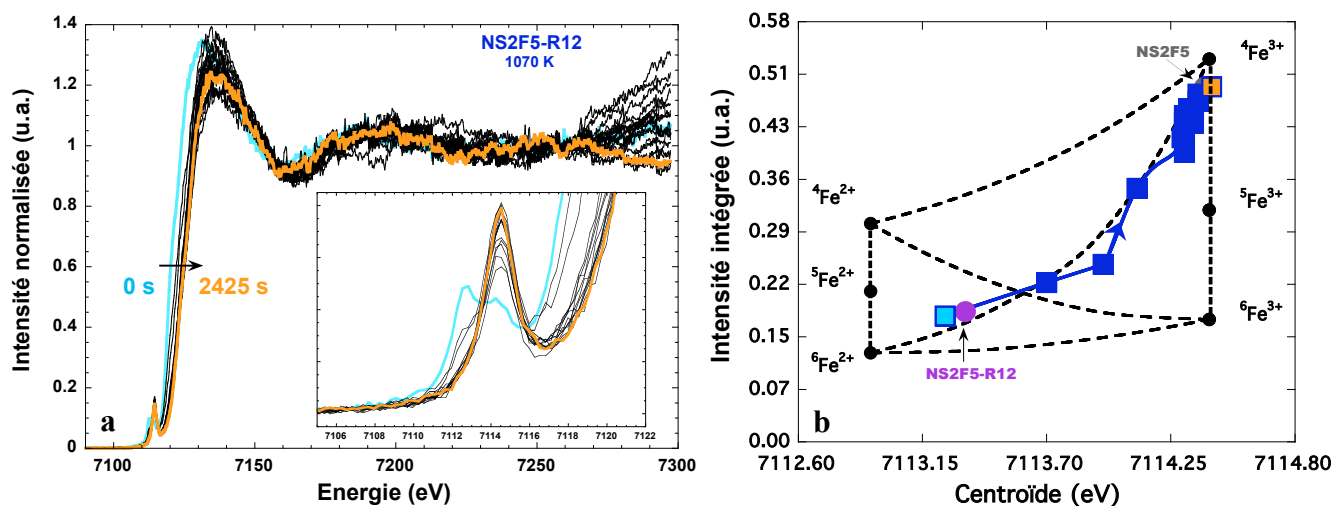 NS2F5-R12
1070 K
Intensité normalisée (u.a.)
1.4
1.2
1
0.8
0.6
0.4
0.2
0
0 s
2425 s
a
7106 7108 7110 7112 7114 7116 7118 7120 7122
7100 7150 7200 7250 7300
Energie (eV)
Intensité intégrée (u.a.)
0.58
0.51
0.43
0.36
0.29
0.22
0.15
0.07
0.00
NS2F5
⁴Fe³⁺
⁴Fe²⁺
⁵Fe³⁺
⁵Fe²⁺
⁶Fe³⁺
⁶Fe²⁺
NS2F5-R12
b
7112.60 7113.15 7113.70 7114.25 7114.80
Centroïde (eV)